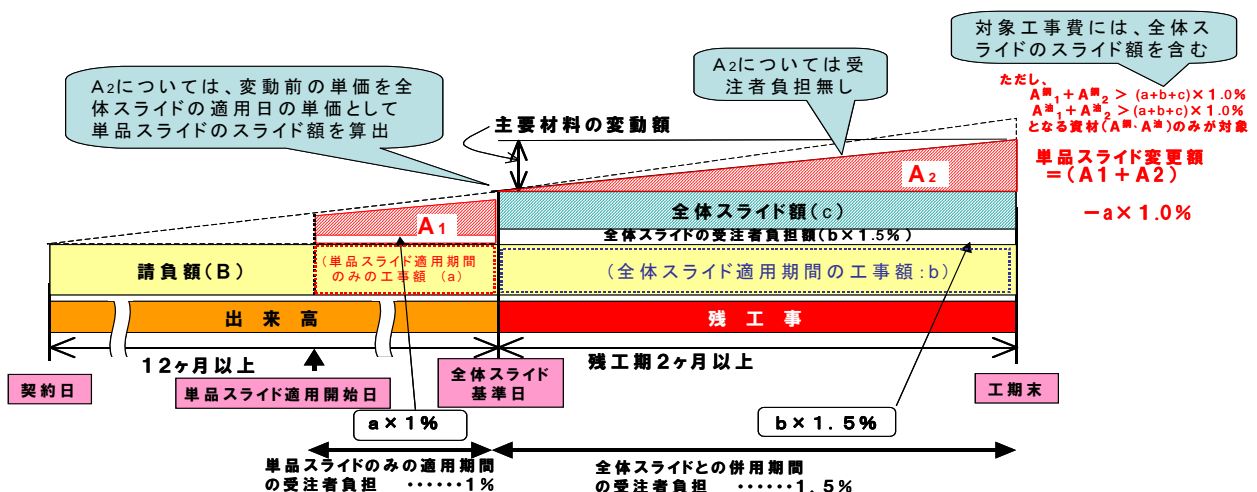 対象工事費には、全体ス
ライドのスライド額を含む
A2については、変動前の単価を全
体スライドの適用日の単価として
単品スライドのスライド額を算出
A2については受
注者負担無し
ただし、
A鋼1+A鋼2 > (a+b+c)×1.0%
A油1+A油2 >(a+b+c)×1.0%
となる資材(A鋼、A油)のみが対象
主要材料の変動額
単品スライド変更額
=(A1+A2)
-a×1.0%
A2
A1
全体スライド額(c)
全体スライドの受注者負担額(b×1.5%)
請負額(B)
(単品スライド適用期間
のみの工事額 (a)
(全体スライド適用期間の工事額:b)
出来高
残工事
12ヶ月以上
残工期2ヶ月以上
契約日
単品スライド適用開始日
全体スライド
基準日
工期末
a×1%
b×1.5%
単品スライドのみの適用期間
の受注者負担 ‥‥‥1%
全体スライドとの併用期間
の受注者負担 ‥‥‥1.5%